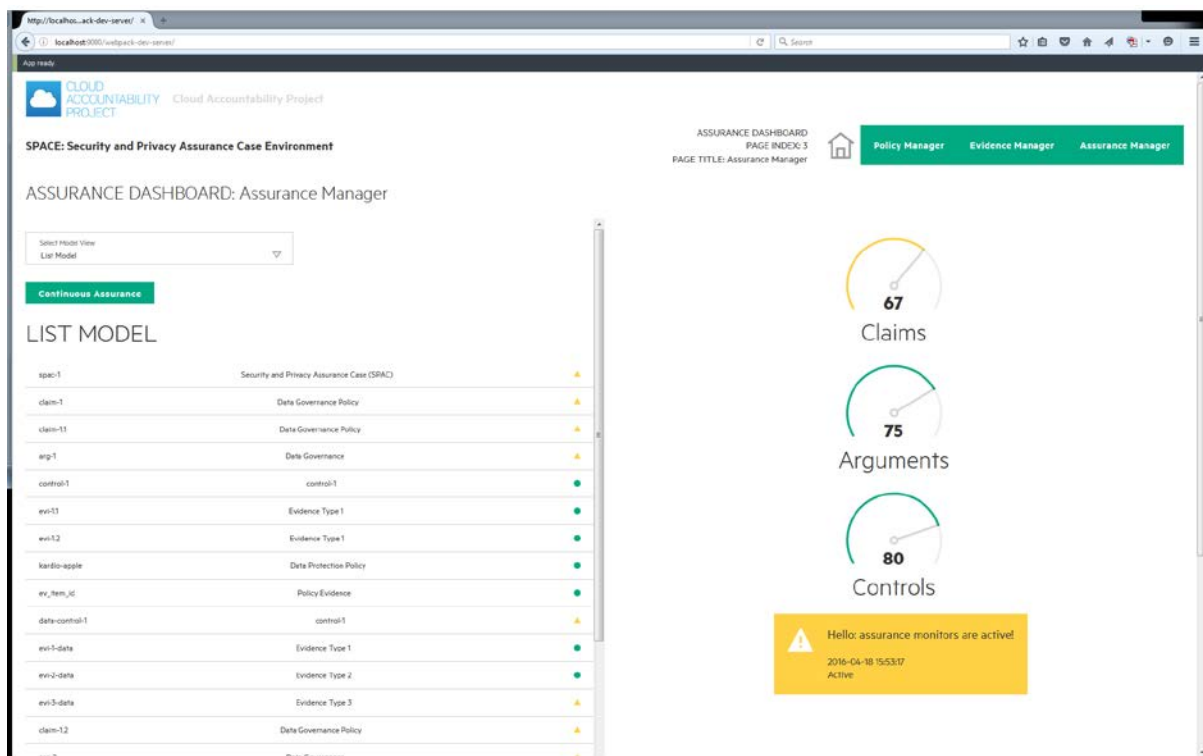 http://localhos...ack-dev-server/
localhost:9080/webpack-dev-server/
Search
App ready.
CLOUD
ACCOUNTABILITY
PROJECT
Cloud Accountability Project
SPACE: Security and Privacy Assurance Case Environment
ASSURANCE DASHBOARD
PAGE INDEX: 3
PAGE TITLE: Assurance Manager
Policy Manager Evidence Manager Assurance Manager
ASSURANCE DASHBOARD: Assurance Manager
Select Model View
List Model
Continuous Assurance
LIST MODEL
spac-1 Security and Privacy Assurance Case (SPAC)
claim-1 Data Governance Policy
claim-1.1 Data Governance Policy
arg-1 Data Governance
control-1 control-1
evi-1.1 Evidence Type 1
evi-1.2 Evidence Type 1
kardio-apple Data Protection Policy
ev_item_id Policy Evidence
data-control-1 control-1
evi-1-data Evidence Type 1
evi-2-data Evidence Type 2
evi-3-data Evidence Type 3
claim-1.2 Data Governance Policy
67
Claims
75
Arguments
80
Controls
Hello: assurance monitors are active!
2016-04-18 15:53:17
Active